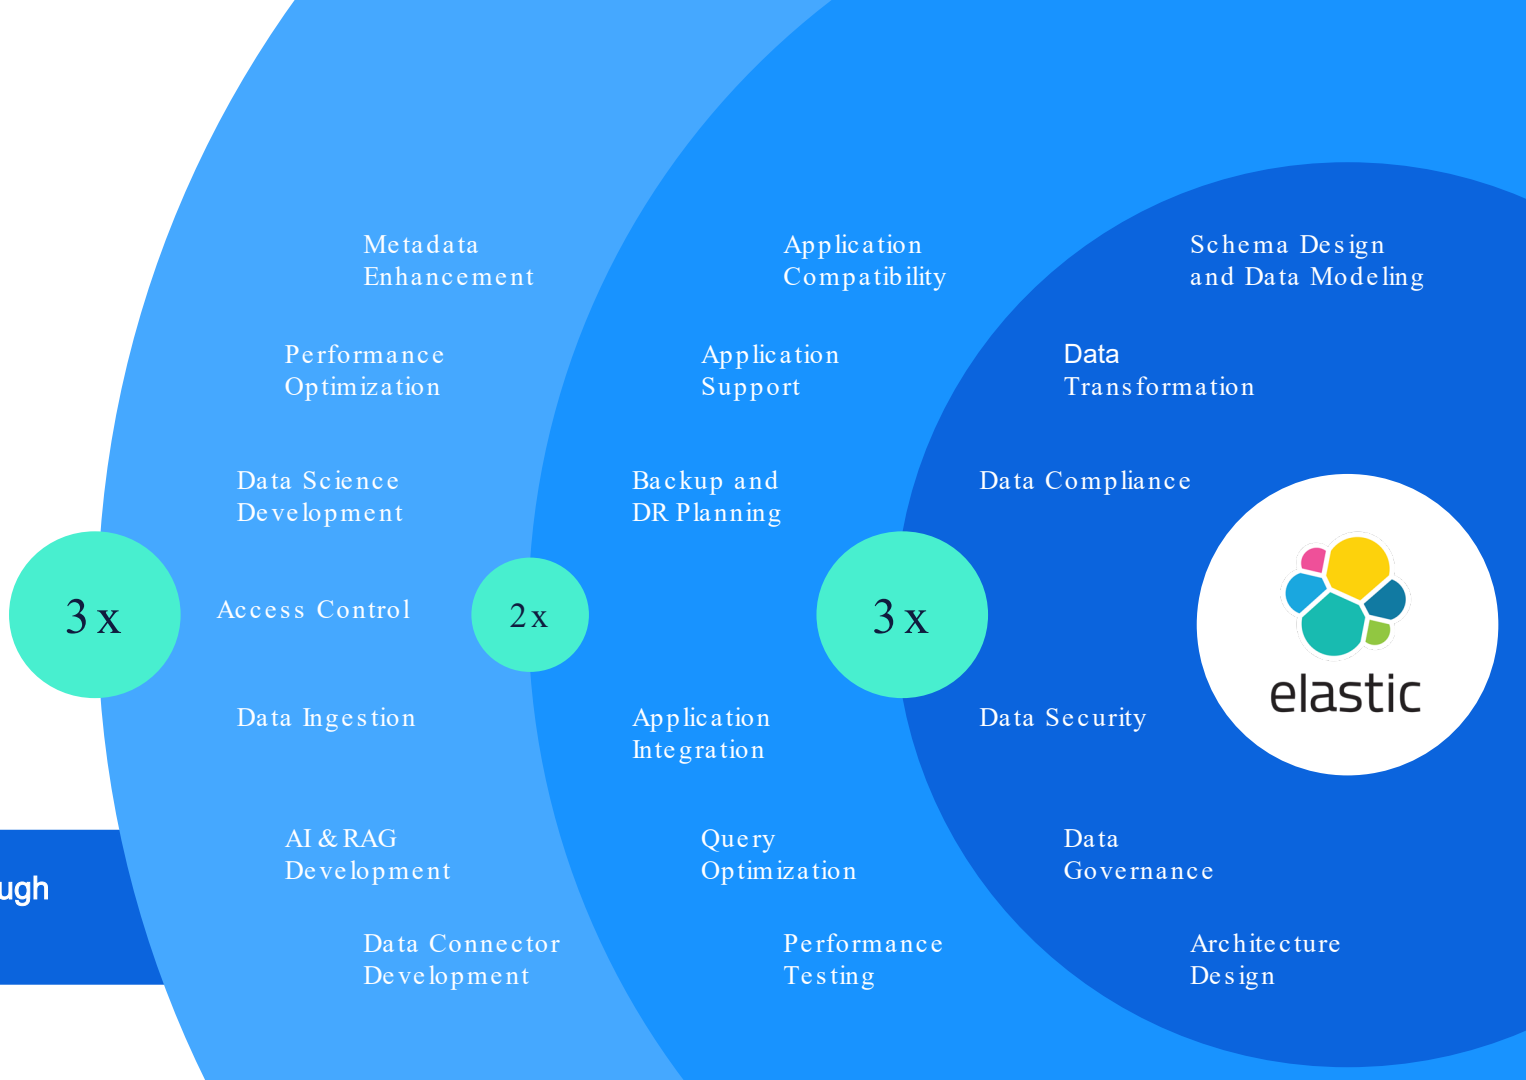 Metadata
Enhancement
Performance
Optimization
Data Science
Development
3x
Access Control
Data Ingestion
AI & RAG
Development
Data Connector
Development
2x
Application
Compatibility
Application
Support
Backup and
DR Planning
Application
Integration
Query
Optimization
Performance
Testing
3x
Schema Design
and Data Modeling
Data
Transformation
Data Compliance
Data Security
Data
Governance
Architecture
Design
elastic
ugh